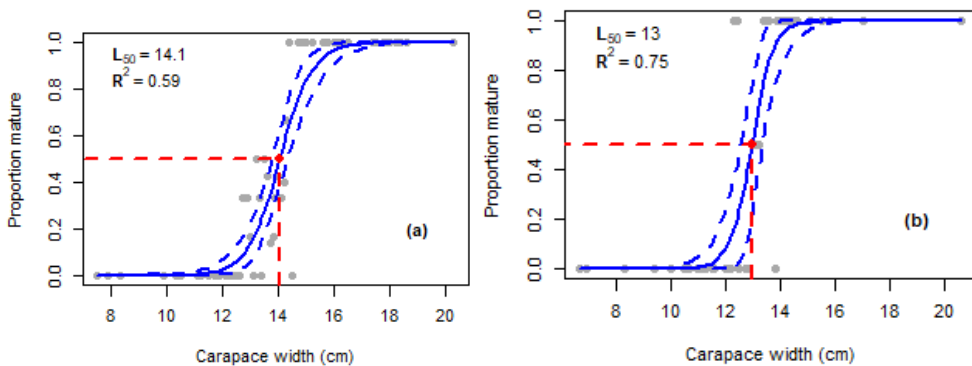 L50 = 14.1
R2 = 0.59
Proportion mature
0.0 0.2 0.4 0.6 0.8 1.0
(a)
8 10 12 14 16 18 20
Carapace width (cm)
L50 = 13
R2 = 0.75
Proportion mature
0.0 0.2 0.4 0.6 0.8 1.0
(b)
8 10 12 14 16 18 20
Carapace width (cm)